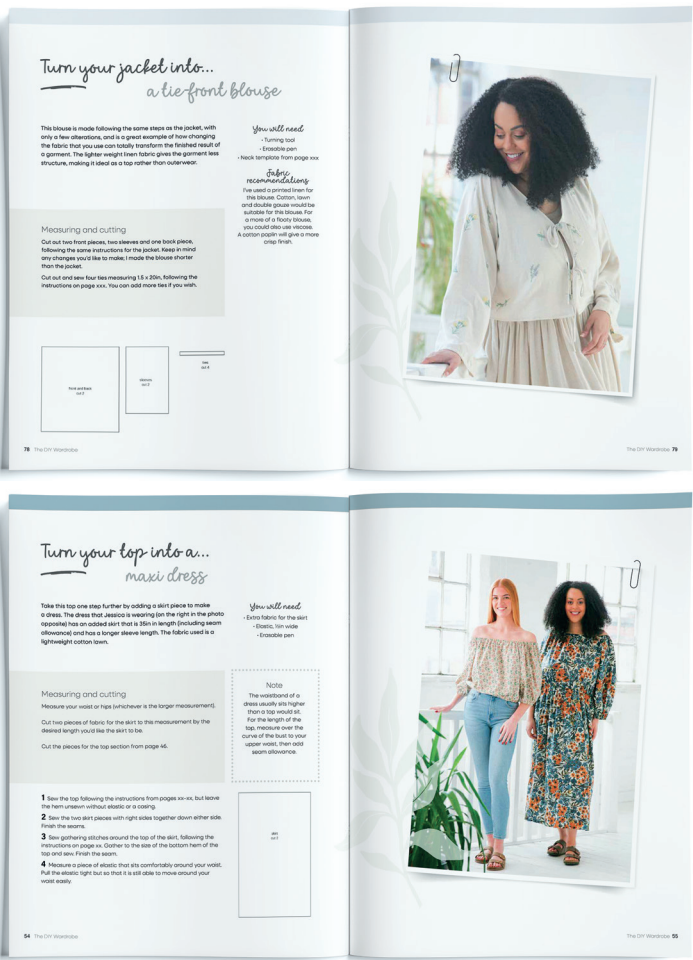 Turn your jacket into...
a tie-front blouse
This blouse is made following the same steps as the jacket, with
only a few alterations, and is a great example of how changing
the fabric that you use can totally transform the finished result of
a garment. The lighter weight linen fabric gives the garment less
structure, making it ideal as a top rather than outerwear.
You will need
• Turning tool
• Erasable pen
• Neck template from page xxx
Fabric
recommendations
I've used a printed linen for
this blouse. Cotton, lawn
and double gauze would be
suitable for this blouse. For
a more of a floaty blouse,
you could also use viscose.
A cotton poplin will give a more
crisp finish.
Measuring and cutting
Cut out two front pieces, two sleeves and one back piece,
following the same instructions for the jacket. Keep in mind
any changes you'd like to make; I made the blouse shorter
than the jacket.
Cut out and sew four ties measuring 1.5 x 20in, following the
instructions on page xxx. You can add more ties if you wish.
front and back
cut 2
sleeves
cut 2
ties
cut 4
78 The DIY Wardrobe
The DIY Wardrobe 79
Turn your top into a...
maxi dress
Take this top one step further by adding a skirt piece to make
a dress. The dress that Jessica is wearing (on the right in the photo
opposite) has an added skirt that is 35in in length (including seam
allowance) and has a longer sleeve length. The fabric used is a
lightweight cotton lawn.
You will need
• Extra fabric for the skirt
• Elastic, ½in wide
• Erasable pen
Measuring and cutting
Measure your waist or hips (whichever is the larger measurement).
Cut two pieces of fabric for the skirt to this measurement by the
desired length you'd like the skirt to be.
Cut the pieces for the top section from page 46.
Note
The waistband of a
dress usually sits higher
than a top would sit.
For the length of the
top, measure over the
curve of the bust to your
upper waist, then add
seam allowance.
1 Sew the top following the instructions from pages xx-xx, but leave
the hem unsewn without elastic or a casing.
2 Sew the two skirt pieces with right sides together down either side.
Finish the seams.
3 Sew gathering stitches around the top of the skirt, following the
instructions on page xx. Gather to the size of the bottom hem of the
top and sew. Finish the seam.
4 Measure a piece of elastic that sits comfortably around your waist.
Pull the elastic tight but so that it is still able to move around your
waist easily.
skirt
cut 2
54 The DIY Wardrobe
The DIY Wardrobe 55